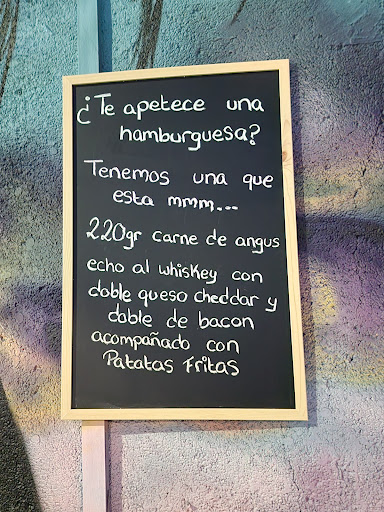 ¿Te apetece una
hamburguesa?
Tenemos una que
esta mmm...
220gr carne de angus
echo al whisKey con
doble queso cheddar y
doble de bacon
acompañado con
Patatas Fritas